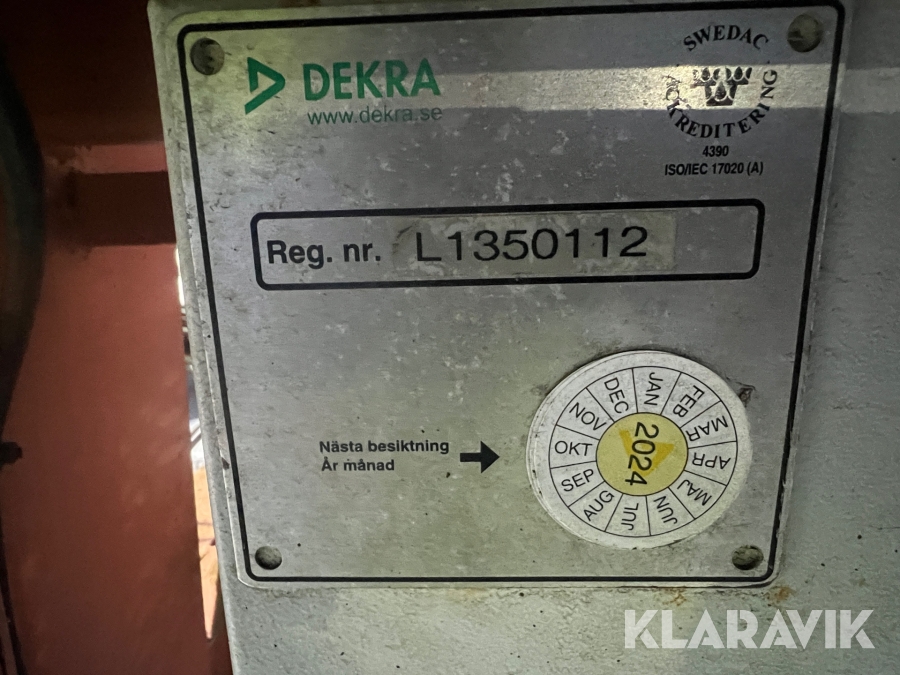 DEKRA
www.dekra.se
SWEDAC
ACKREDITERING
4390
ISO/IEC 17020 (A)
Reg. nr. L1350112
Nästa besiktning
År månad
JAN
FEB
MAR
APR
MAJ
JUN
JUL
AUG
SEP
OKT
NOV
DEC
2024
KLARAVIK